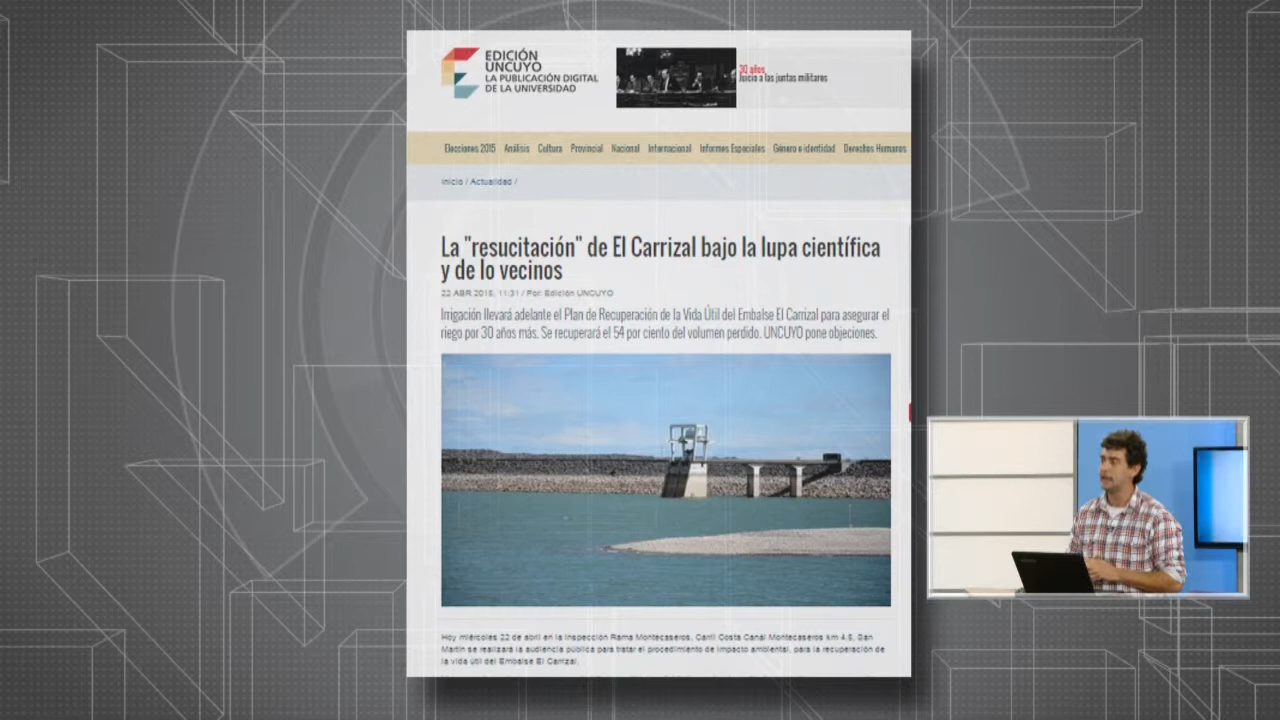 EDICIÓN
UNCUYO
LA PUBLICACIÓN DIGITAL
DE LA UNIVERSIDAD
30 años
Juicio a las juntas militares
Elecciones 2015 Análisis Cultura Provincial Nacional Internacional Informes Especiales Género e identidad Derechos Humanos
Inicio / Actualidad /
La "resucitación" de El Carrizal bajo la lupa científica
y de lo vecinos
22 ABR 2015, 11:31 / Por: Edición UNCUYO
Irrigación llevará adelante el Plan de Recuperación de la Vida Útil del Embalse El Carrizal para asegurar el
riego por 30 años más. Se recuperará el 54 por ciento del volumen perdido. UNCUYO pone objeciones.
Hoy miércoles 22 de abril en la Inspección Rama Montecaseros, Carril Costa Canal Montecaseros km 4.5, San
Martín se realizará la audiencia pública para tratar el procedimiento de impacto ambiental, para la recuperación de
la vida útil del Embalse El Carrizal.